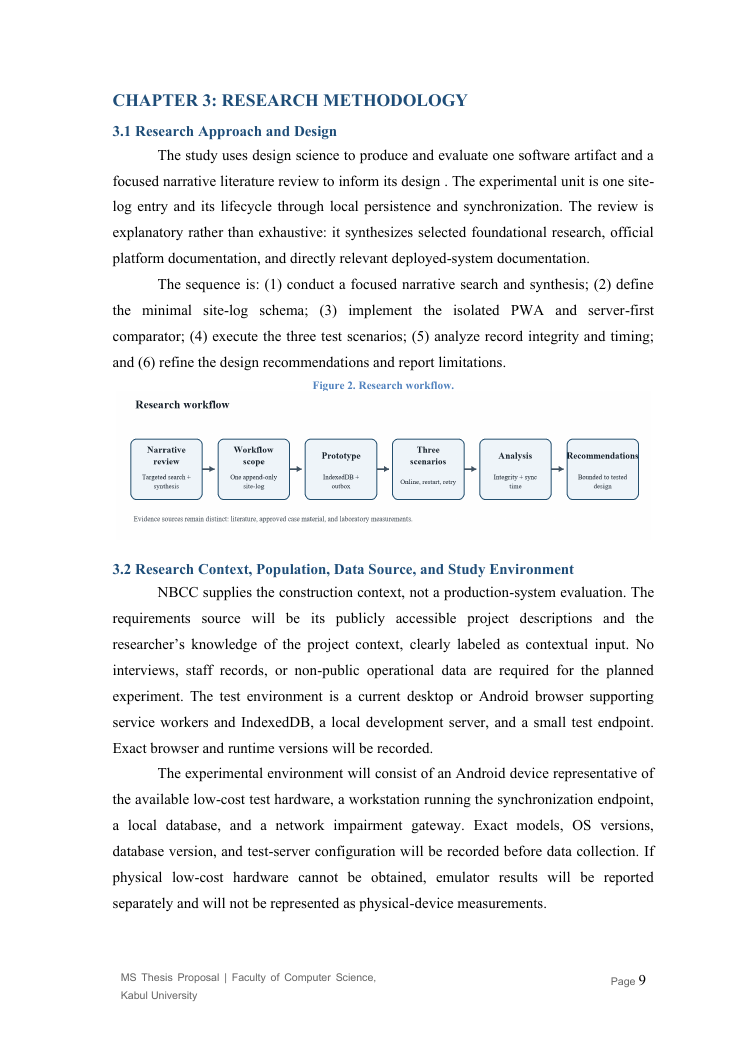 CHAPTER 3: RESEARCH METHODOLOGY
3.1 Research Approach and Design
The study uses design science to produce and evaluate one software artifact and a
focused narrative literature review to inform its design . The experimental unit is one site-
log entry and its lifecycle through local persistence and synchronization. The review is
explanatory rather than exhaustive: it synthesizes selected foundational research, official
platform documentation, and directly relevant deployed-system documentation.
The sequence is: (1) conduct a focused narrative search and synthesis; (2) define
the minimal site-log schema; (3) implement the isolated PWA and server-first
comparator; (4) execute the three test scenarios; (5) analyze record integrity and timing;
and (6) refine the design recommendations and report limitations.
Figure 2. Research workflow.
Research workflow
Narrative
review
Targeted search +
synthesis
Workflow
scope
One append-only
site-log
Prototype
IndexedDB +
outbox
Three
scenarios
Online, restart, retry
Analysis
Integrity + sync
time
Recommendations
Bounded to tested
design
Evidence sources remain distinct: literature, approved case material, and laboratory measurements.
3.2 Research Context, Population, Data Source, and Study Environment
NBCC supplies the construction context, not a production-system evaluation. The
requirements source will be its publicly accessible project descriptions and the
researcher’s knowledge of the project context, clearly labeled as contextual input. No
interviews, staff records, or non-public operational data are required for the planned
experiment. The test environment is a current desktop or Android browser supporting
service workers and IndexedDB, a local development server, and a small test endpoint.
Exact browser and runtime versions will be recorded.
The experimental environment will consist of an Android device representative of
the available low-cost test hardware, a workstation running the synchronization endpoint,
a local database, and a network impairment gateway. Exact models, OS versions,
database version, and test-server configuration will be recorded before data collection. If
physical low-cost hardware cannot be obtained, emulator results will be reported
separately and will not be represented as physical-device measurements.
MS Thesis Proposal | Faculty of Computer Science,
Kabul University
Page 9